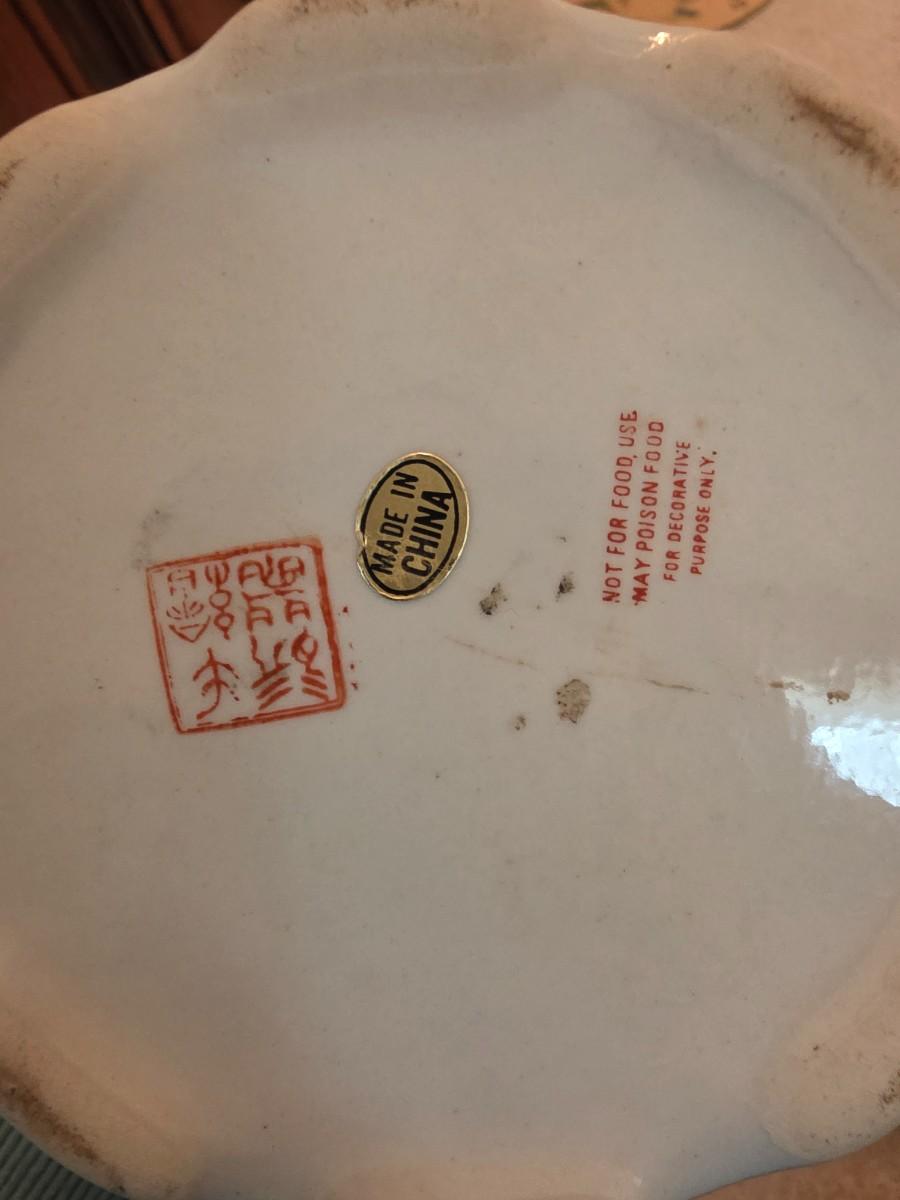 MADE IN
CHINA
NOT FOR FOOD, USE
MAY POISON FOOD
FOR DECORATIVE
PURPOSE ONLY.